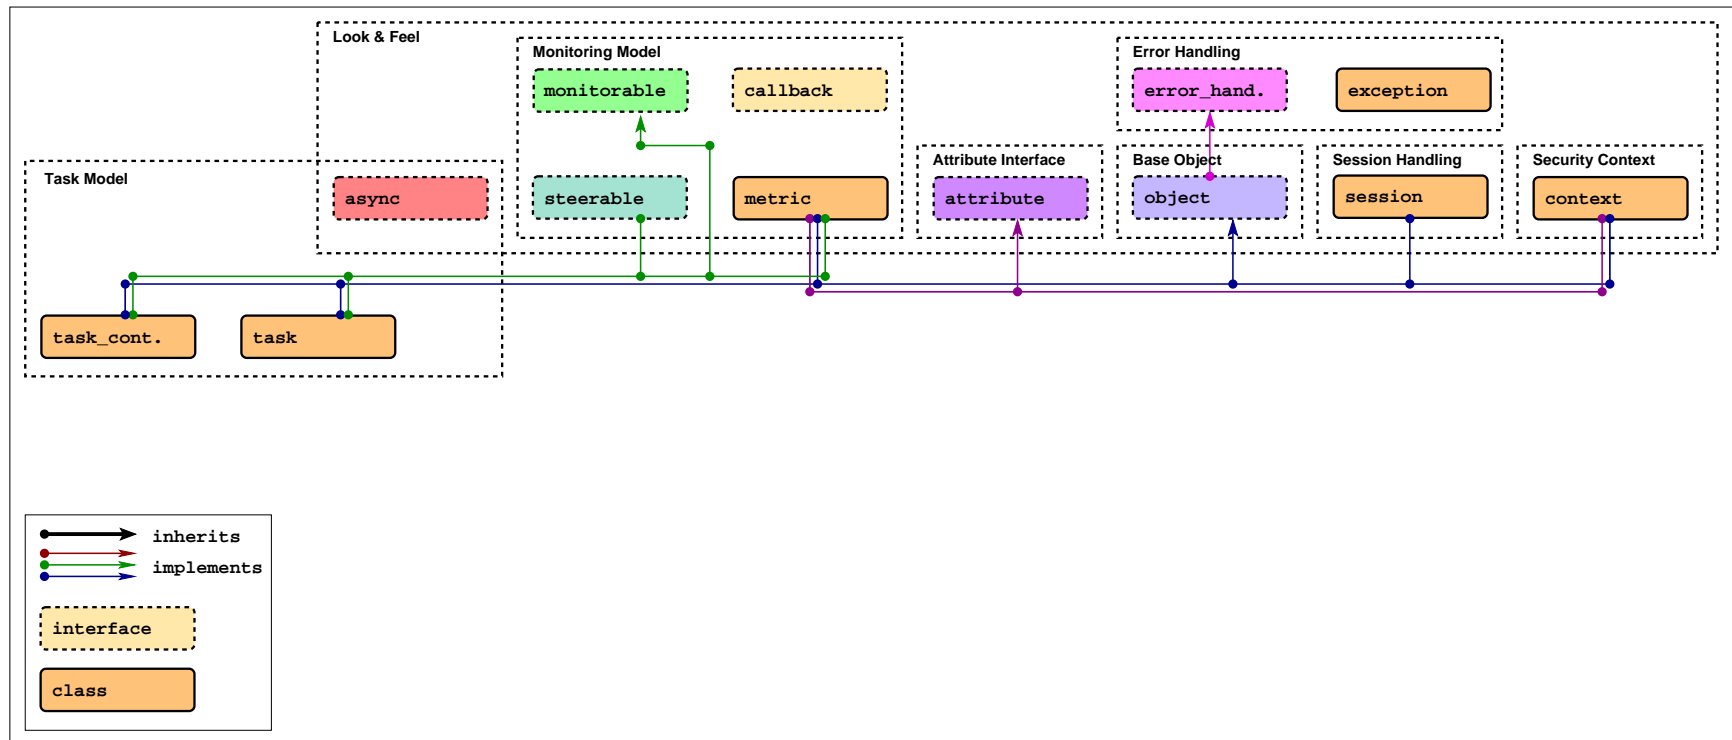 Look & Feel
Monitoring Model
Error Handling
monitorable
callback
error_hand.
exception
Task Model
Attribute Interface
Base Object
Session Handling
Security Context
async
steerable
metric
attribute
object
session
context
task_cont.
task
inherits
implements
interface
class